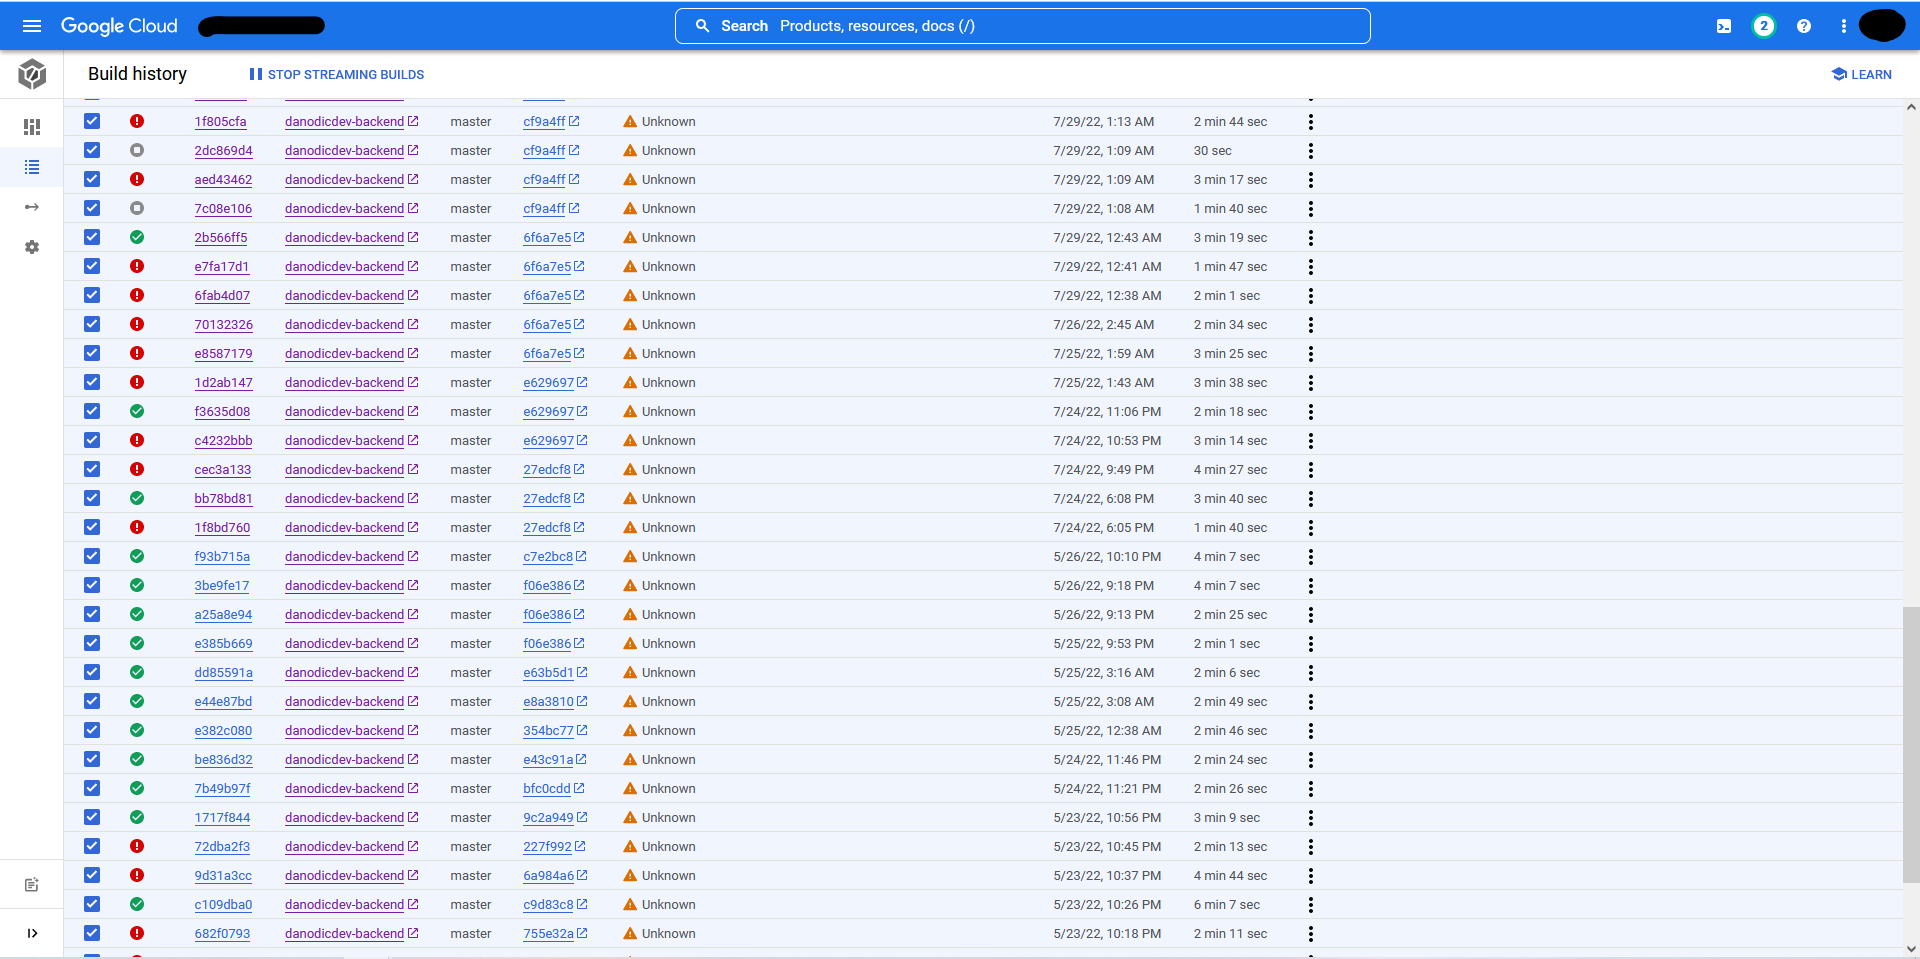 Google Cloud Search Products, resources, docs (/) 2
Build history STOP STREAMING BUILDS LEARN
1f805cfa danodicdev-backend master cf9a4ff Unknown 7/29/22, 1:13 AM 2 min 44 sec
2dc869d4 danodicdev-backend master cf9a4ff Unknown 7/29/22, 1:09 AM 30 sec
aed43462 danodicdev-backend master cf9a4ff Unknown 7/29/22, 1:09 AM 3 min 17 sec
7c08e106 danodicdev-backend master cf9a4ff Unknown 7/29/22, 1:08 AM 1 min 40 sec
2b566ff5 danodicdev-backend master 6f6a7e5 Unknown 7/29/22, 12:43 AM 3 min 19 sec
e7fa17d1 danodicdev-backend master 6f6a7e5 Unknown 7/29/22, 12:41 AM 1 min 47 sec
6fab4d07 danodicdev-backend master 6f6a7e5 Unknown 7/29/22, 12:38 AM 2 min 1 sec
70132326 danodicdev-backend master 6f6a7e5 Unknown 7/26/22, 2:45 AM 2 min 34 sec
e8587179 danodicdev-backend master 6f6a7e5 Unknown 7/25/22, 1:59 AM 3 min 25 sec
1d2ab147 danodicdev-backend master e629697 Unknown 7/25/22, 1:43 AM 3 min 38 sec
f3635d08 danodicdev-backend master e629697 Unknown 7/24/22, 11:06 PM 2 min 18 sec
c4232bbb danodicdev-backend master e629697 Unknown 7/24/22, 10:53 PM 3 min 14 sec
cec3a133 danodicdev-backend master 27edcf8 Unknown 7/24/22, 9:49 PM 4 min 27 sec
bb78bd81 danodicdev-backend master 27edcf8 Unknown 7/24/22, 6:08 PM 3 min 40 sec
1f8bd760 danodicdev-backend master 27edcf8 Unknown 7/24/22, 6:05 PM 1 min 40 sec
f93b715a danodicdev-backend master c7e2bc8 Unknown 5/26/22, 10:10 PM 4 min 7 sec
3be9fe17 danodicdev-backend master f06e386 Unknown 5/26/22, 9:18 PM 4 min 7 sec
a25a8e94 danodicdev-backend master f06e386 Unknown 5/26/22, 9:13 PM 2 min 25 sec
e385b669 danodicdev-backend master f06e386 Unknown 5/25/22, 9:53 PM 2 min 1 sec
dd85591a danodicdev-backend master e63b5d1 Unknown 5/25/22, 3:16 AM 2 min 6 sec
e44e87bd danodicdev-backend master e8a3810 Unknown 5/25/22, 3:08 AM 2 min 49 sec
e382c080 danodicdev-backend master 354bc77 Unknown 5/25/22, 12:38 AM 2 min 46 sec
be836d32 danodicdev-backend master e43c91a Unknown 5/24/22, 11:46 PM 2 min 24 sec
7b49b97f danodicdev-backend master bfc0cdd Unknown 5/24/22, 11:21 PM 2 min 26 sec
1717f844 danodicdev-backend master 9c2a949 Unknown 5/23/22, 10:56 PM 3 min 9 sec
72dba2f3 danodicdev-backend master 227f992 Unknown 5/23/22, 10:45 PM 2 min 13 sec
9d31a3cc danodicdev-backend master 6a984a6 Unknown 5/23/22, 10:37 PM 4 min 44 sec
c109dba0 danodicdev-backend master c9d83c8 Unknown 5/23/22, 10:26 PM 6 min 7 sec
682f0793 danodicdev-backend master 755e32a Unknown 5/23/22, 10:18 PM 2 min 11 sec